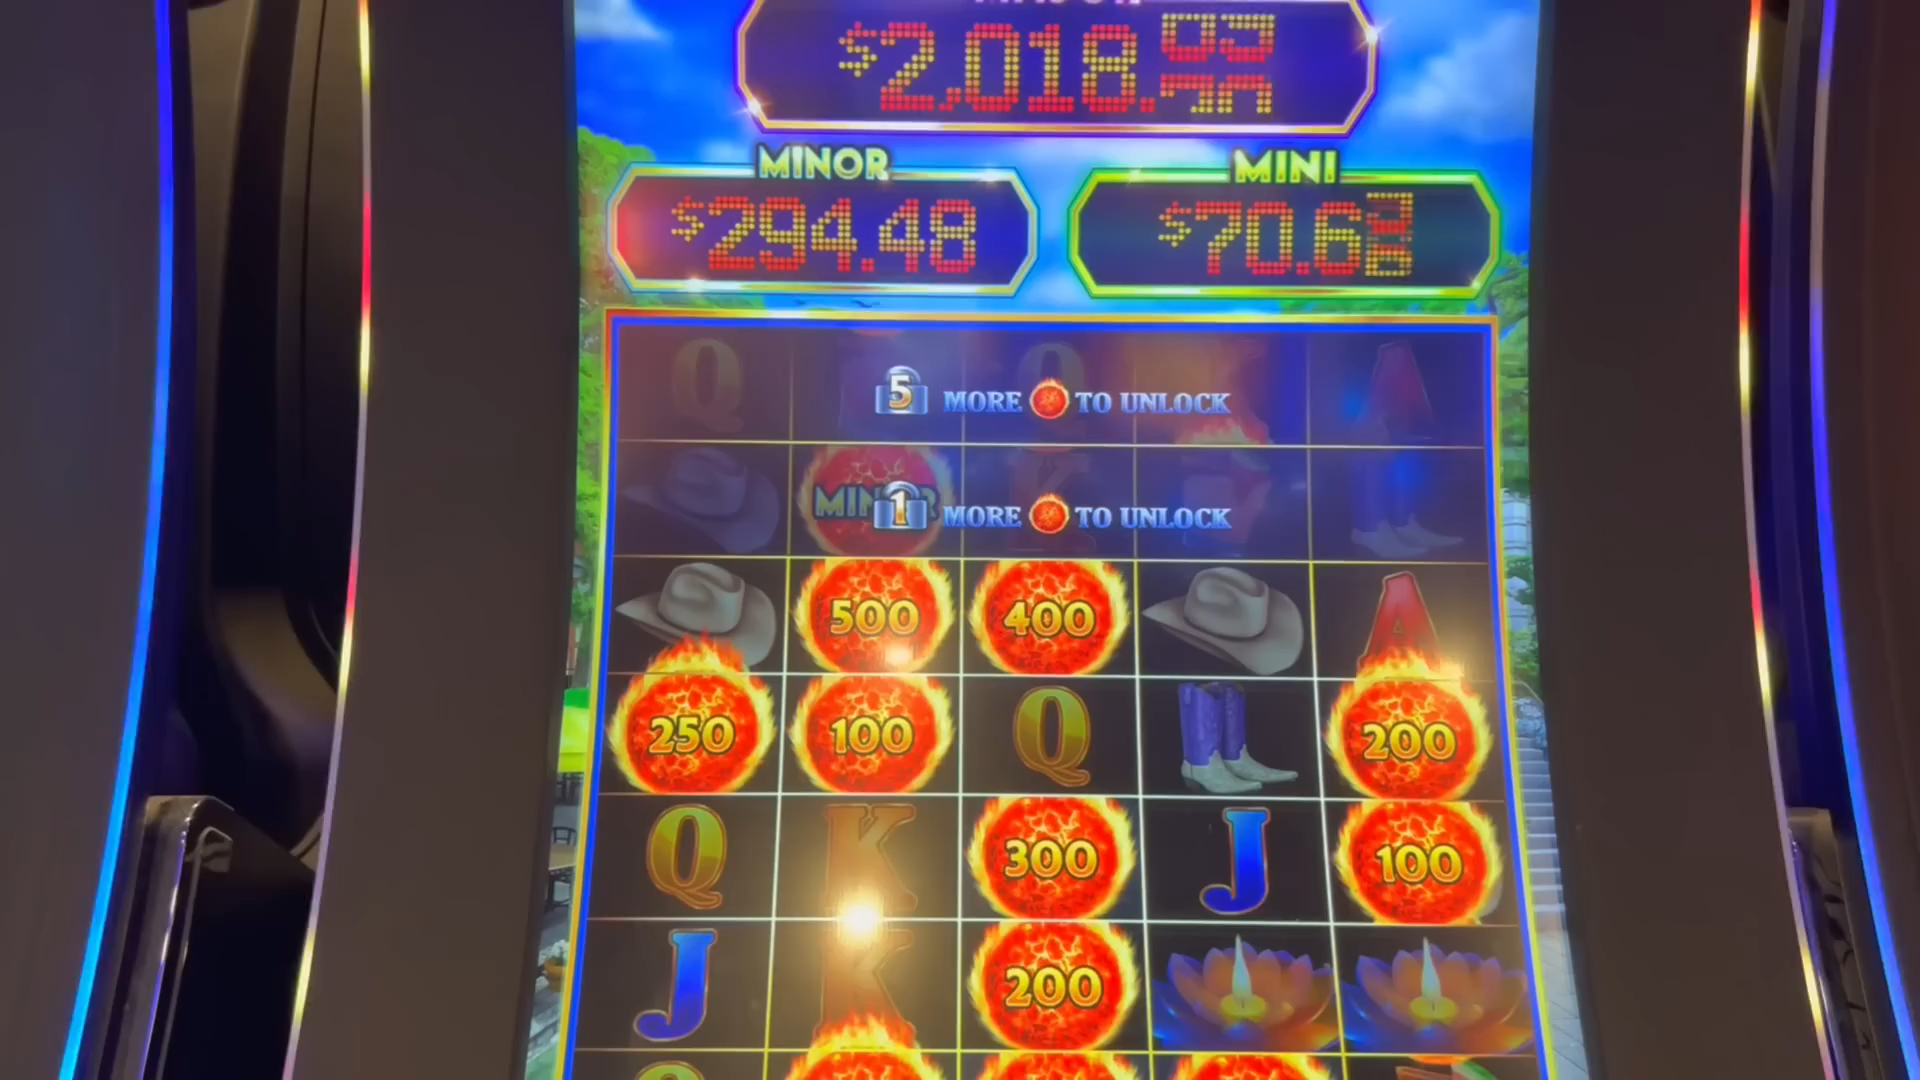 $2,018.
MINOR
MINI
$294.48
$70.6
Q Q A
5 MORE TO UNLOCK
MINOR K
1 MORE TO UNLOCK
500 400 A
250 100 Q 200
Q K 300 J 100
J K 200